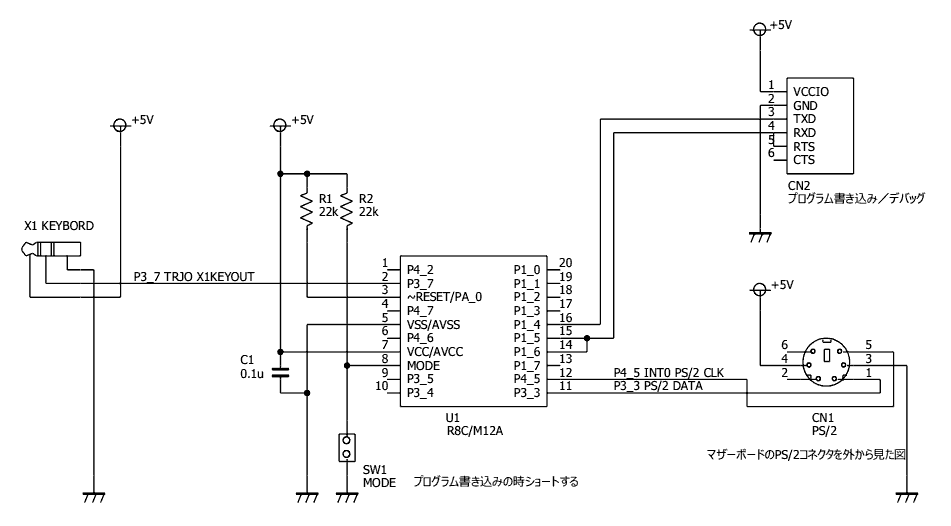 +5V
1 VCCIO
2 GND
3 TXD
4 RXD
5 RTS
6 CTS
CN2
プログラム書き込み／デバッグ
+5V
+5V
R1 22k
R2 22k
X1 KEYBORD
P3_7 TRJO X1KEYOUT
1 P4_2 P1_0 20
2 P3_7 P1_1 19
3 ~RESET/PA_0 P1_2 18
4 P4_7 P1_3 17
5 VSS/AVSS P1_4 16
6 P4_6 P1_5 15
7 VCC/AVCC P1_6 14
8 MODE P1_7 13
9 P3_5 P4_5 12
10 P3_4 P3_3 11
U1
R8C/M12A
C1
0.1u
P4_5 INT0 PS/2 CLK
P3_3 PS/2 DATA
+5V
6 5
4 3
2 1
CN1
PS/2
マザーボードのPS/2コネクタを外から見た図
SW1
MODE
プログラム書き込みの時ショートする